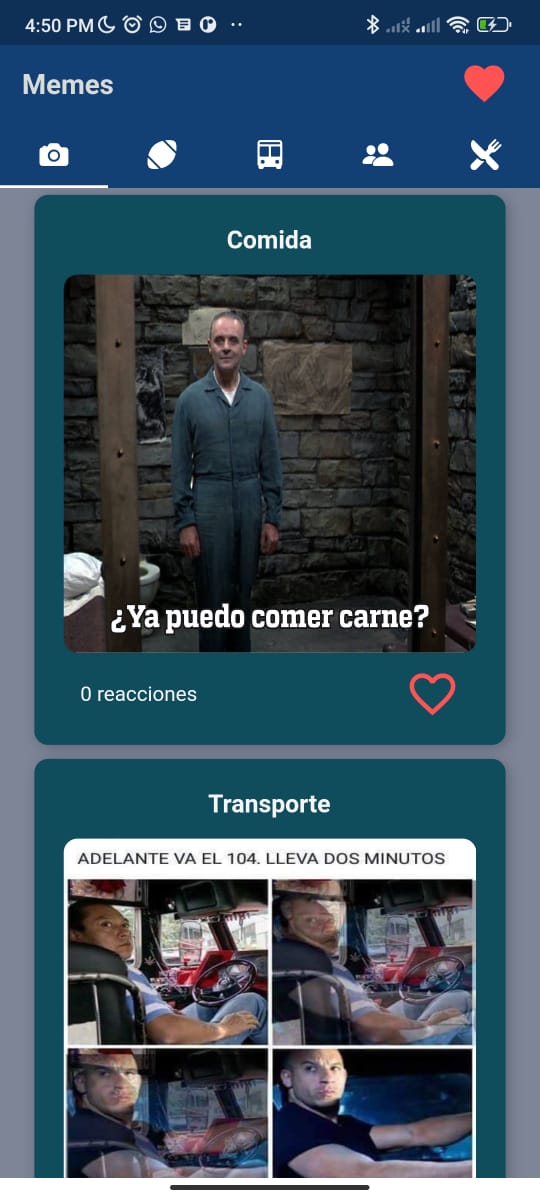 4:50 PM
Memes
Comida
¿Ya puedo comer carne?
0 reacciones
Transporte
ADELANTE VA EL 104. LLEVA DOS MINUTOS